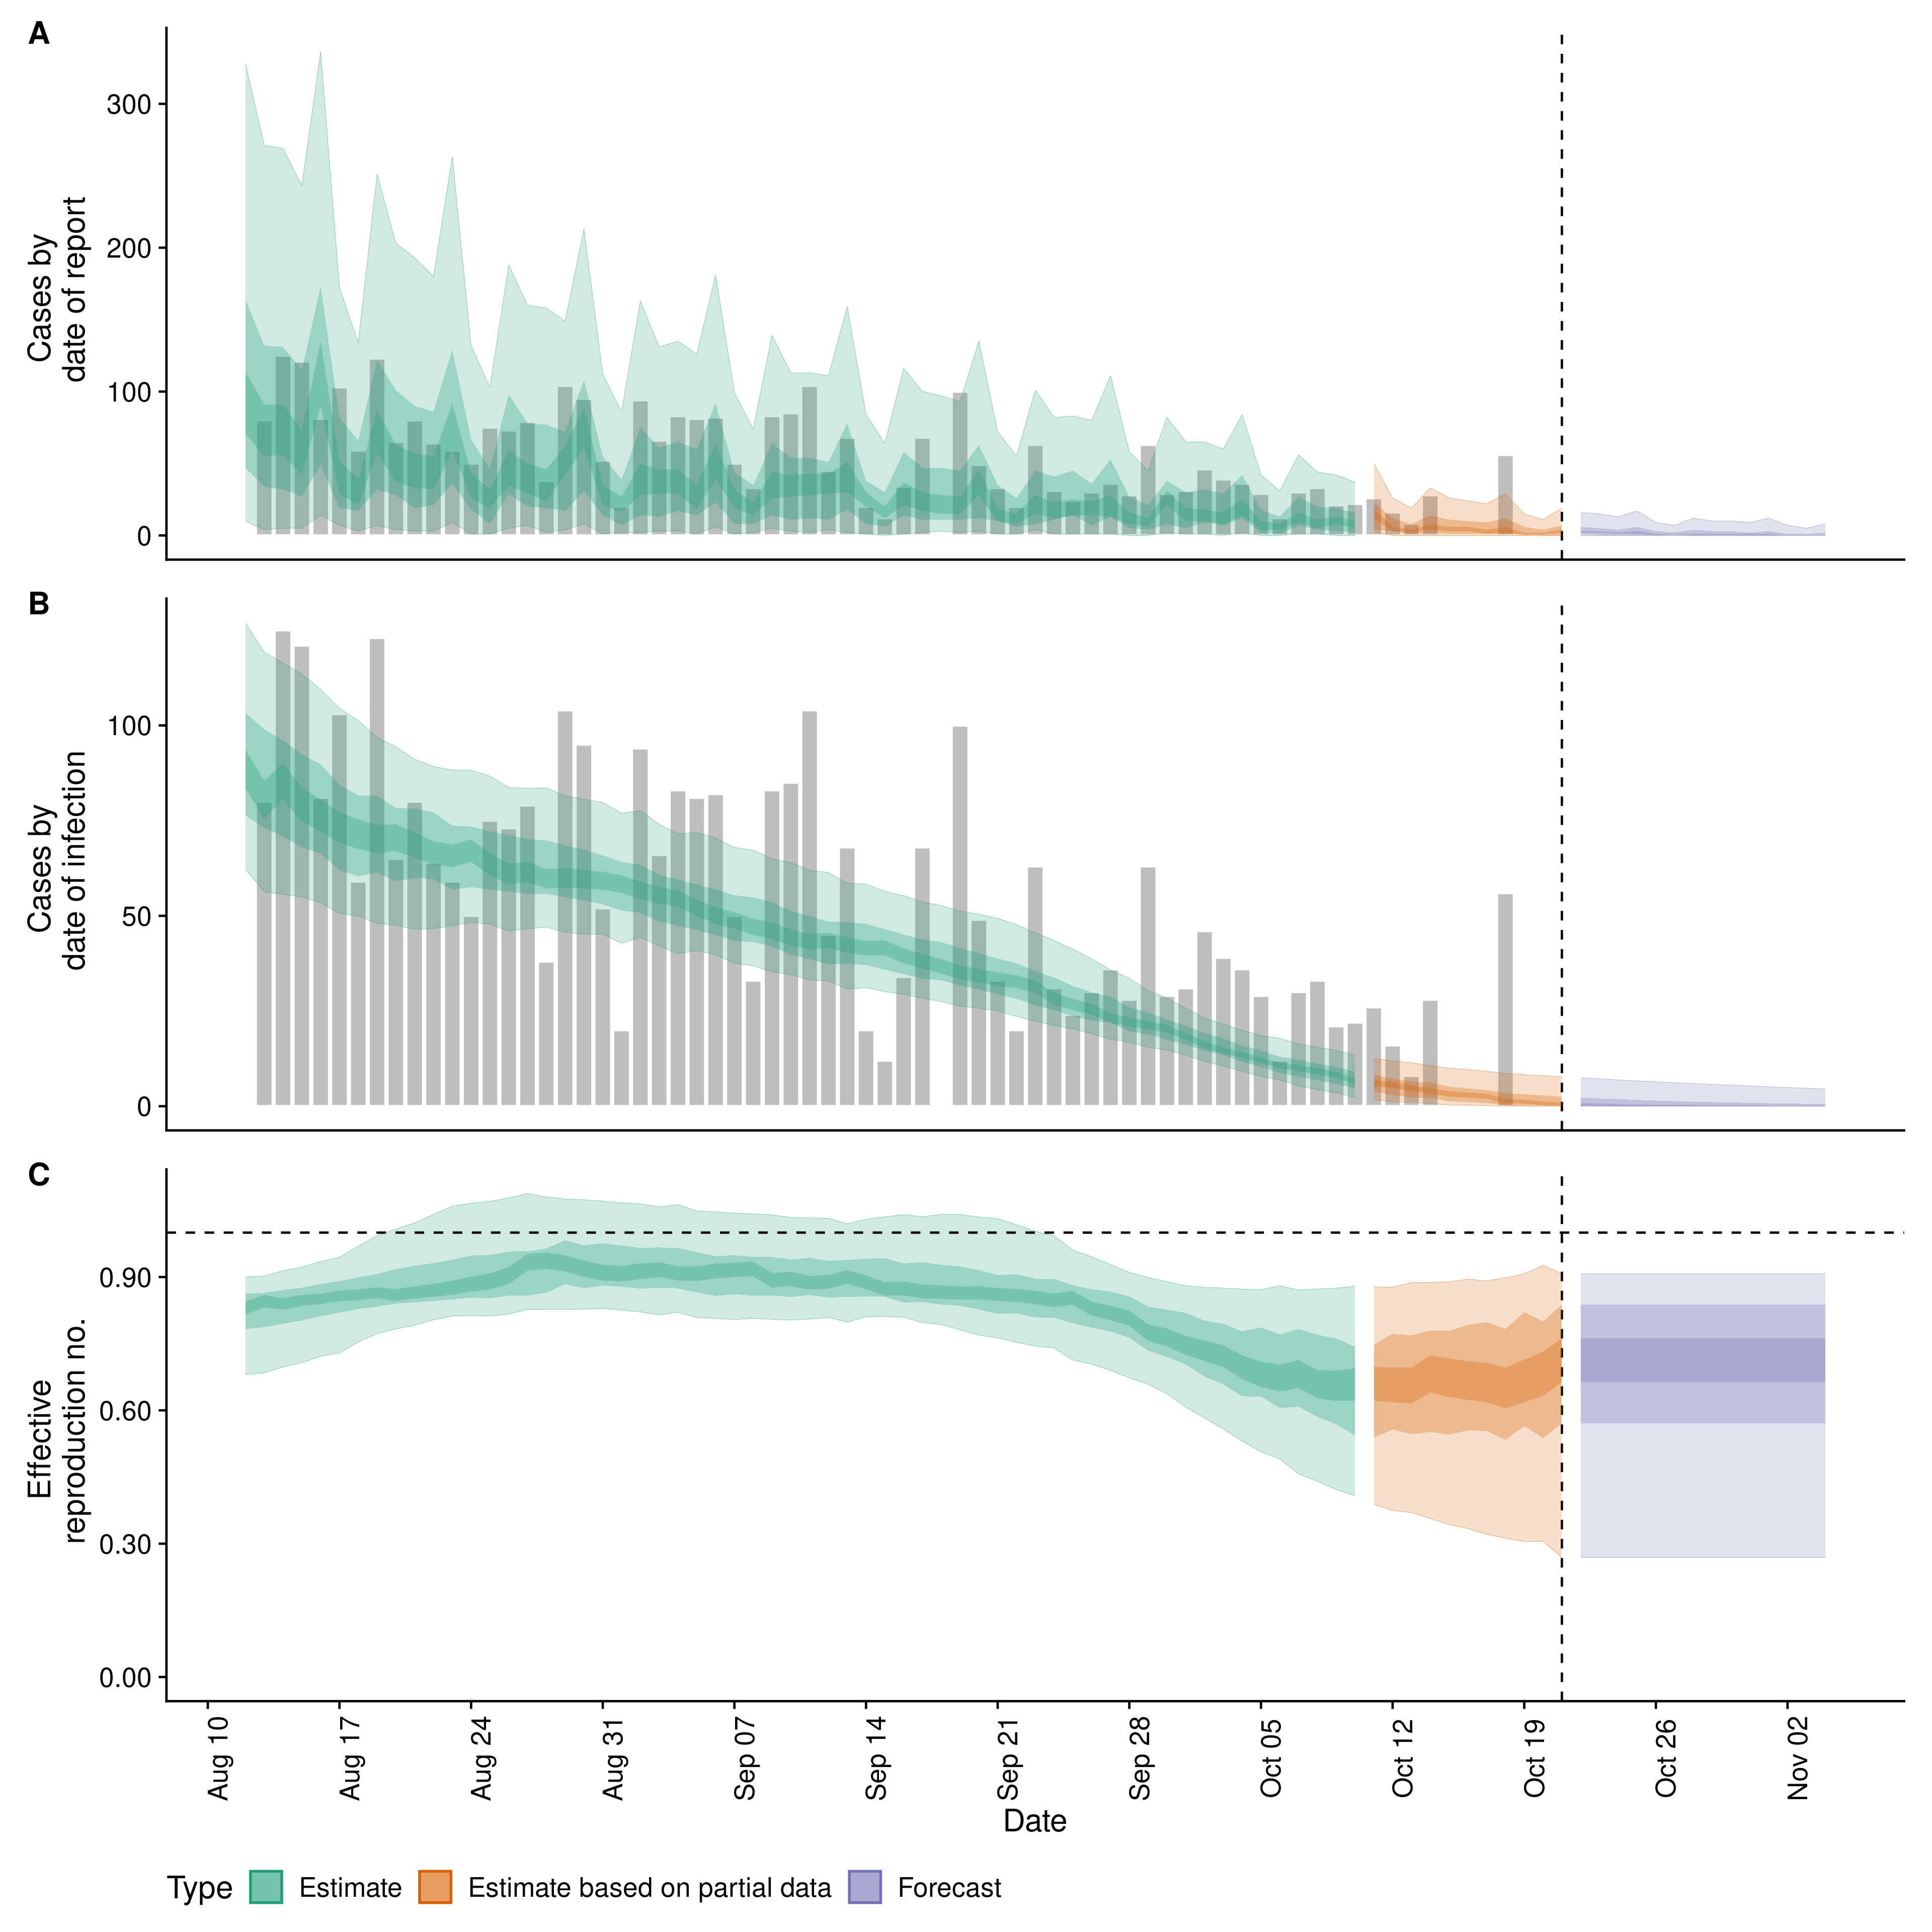 A
Cases by
date of report
300
200
100
0
B
Cases by
date of infection
100
50
0
C
Effective
reproduction no.
0.90
0.60
0.30
0.00
Aug 10
Aug 17
Aug 24
Aug 31
Sep 07
Sep 14
Sep 21
Sep 28
Oct 05
Oct 12
Oct 19
Oct 26
Nov 02
Date
Type Estimate Estimate based on partial data Forecast